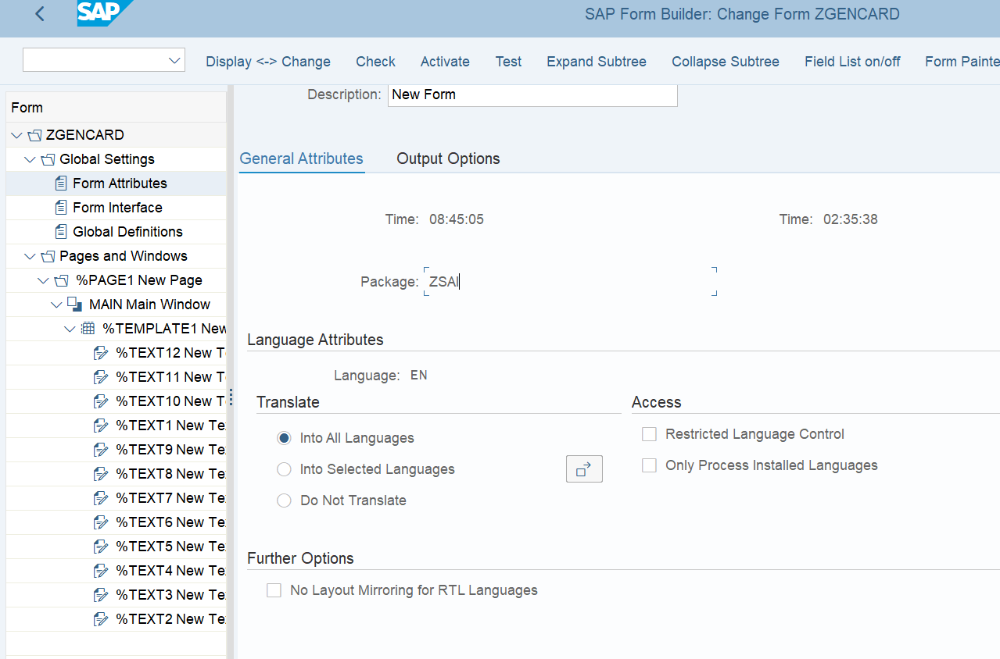 SAP
SAP Form Builder: Change Form ZGENCARD
Display <-> Change Check Activate Test Expand Subtree Collapse Subtree Field List on/off Form Painte
Description: New Form
Form
ZGENCARD
Global Settings
Form Attributes
Form Interface
Global Definitions
Pages and Windows
%PAGE1 New Page
MAIN Main Window
%TEMPLATE1 New
%TEXT12 New T
%TEXT11 New T
%TEXT10 New T
%TEXT1 New Te
%TEXT9 New Te
%TEXT8 New Te
%TEXT7 New Te
%TEXT6 New Te
%TEXT5 New Te
%TEXT4 New Te
%TEXT3 New Te
%TEXT2 New Te
General Attributes Output Options
Time: 08:45:05 Time: 02:35:38
Package: ZSAI
Language Attributes
Language: EN
Translate
Into All Languages
Into Selected Languages
Do Not Translate
Access
Restricted Language Control
Only Process Installed Languages
Further Options
No Layout Mirroring for RTL Languages